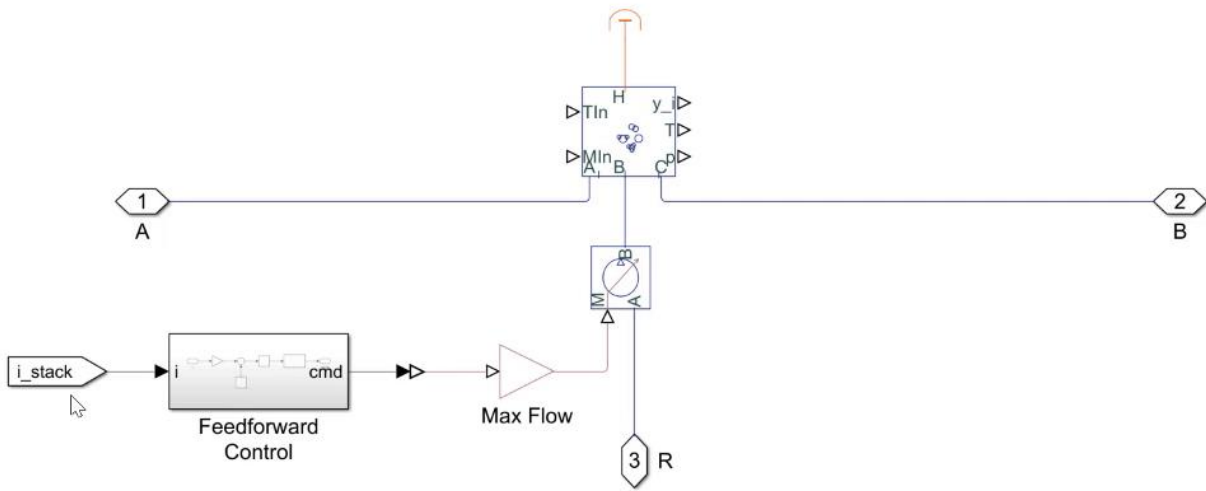 H
TIn
y_i
T
MIn
p
A
B
C
1
2
A
B
B
M
A
i_stack
i
cmd
Max Flow
Feedforward
Control
3
R